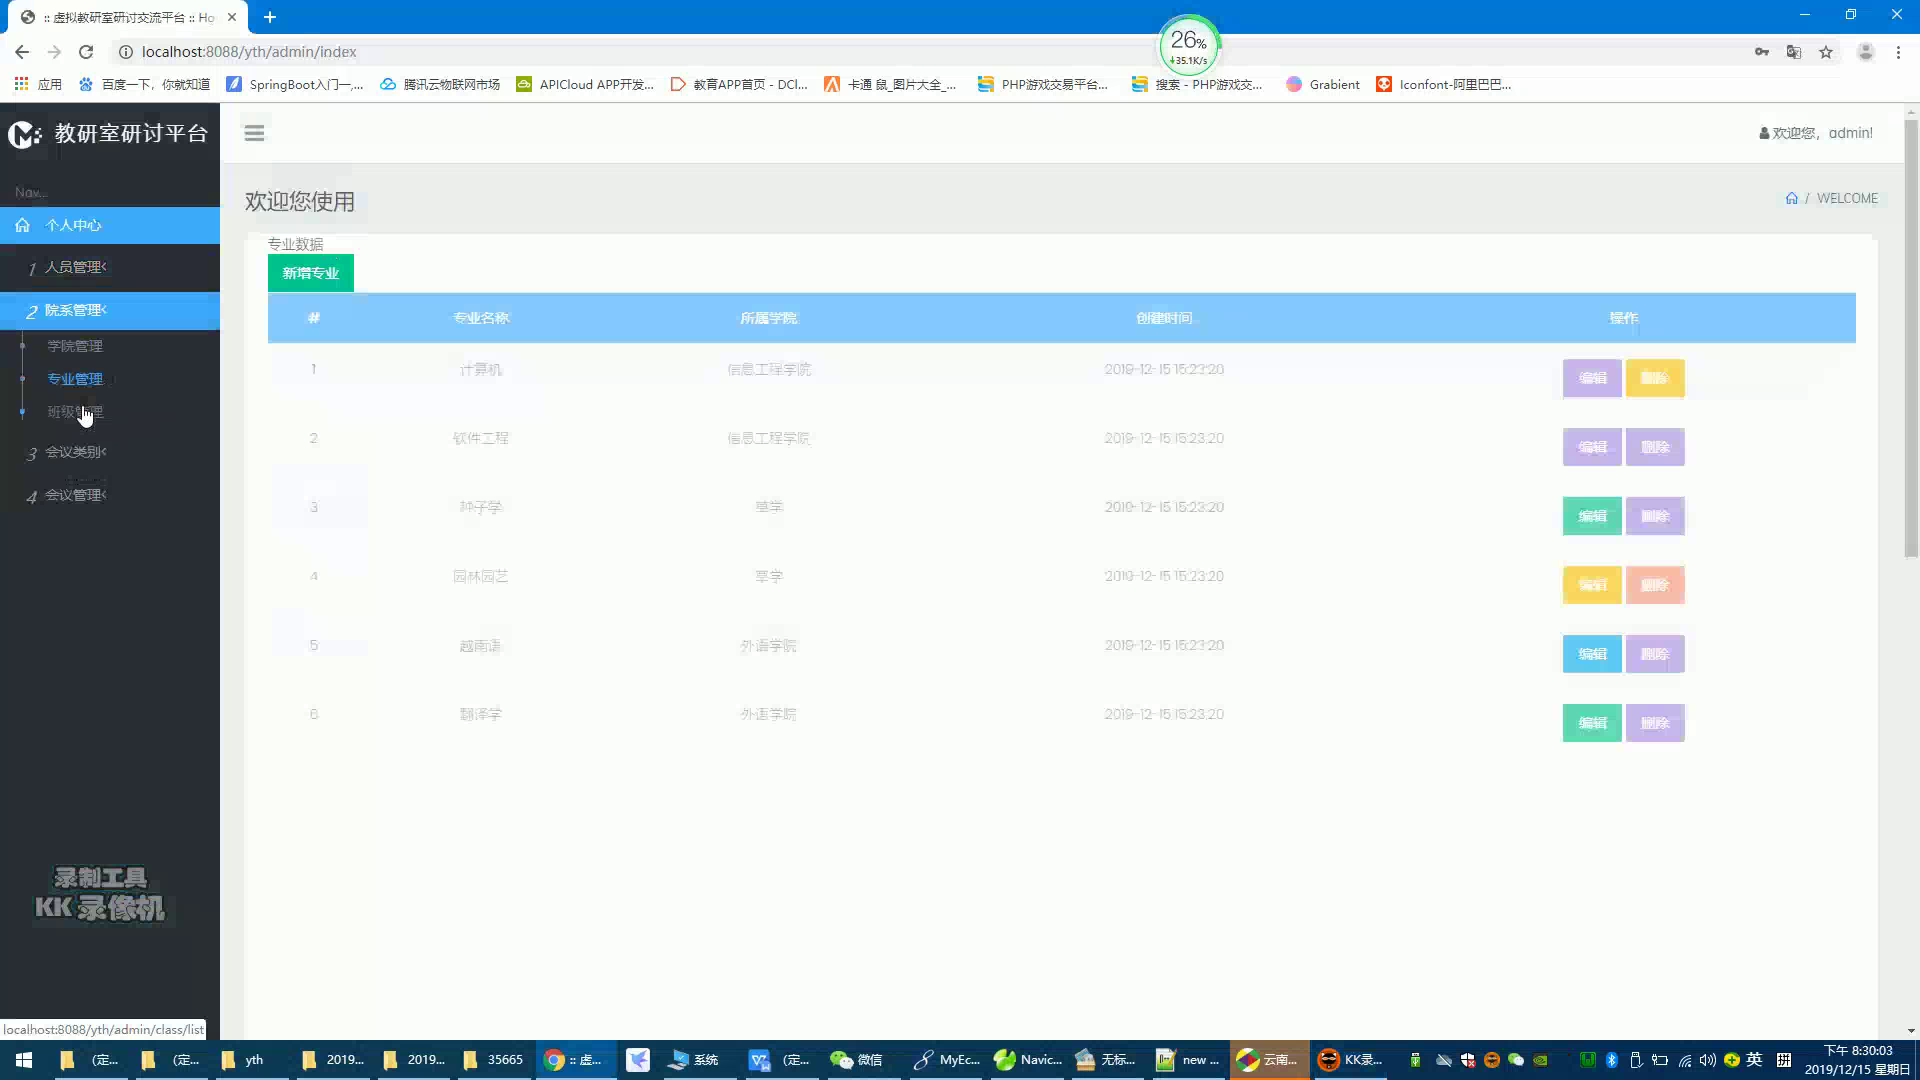 :: 虚拟教研室研讨交流平台 :: Ho
localhost:8088/yth/admin/index
26%
↓35.1K/s
应用 百度一下，你就知道 SpringBoot入门一,... 腾讯云物联网市场 APICloud APP开发... 教育APP首页 - DCl... 卡通 鼠_图片大全_... PHP游戏交易平台... 搜索 - PHP游戏交... Grabient Iconfont-阿里巴巴...
教研室研讨平台
欢迎您，admin!
Nav...
欢迎您使用
/ WELCOME
个人中心
1 人员管理
2 院系管理
学院管理
专业管理
班级管理
3 会议类别
4 会议管理
专业数据
新增专业
# 专业名称 所属学院 创建时间 操作
1 计算机 信息工程学院 2019-12-15 15:23:20 编辑 删除
2 软件工程 信息工程学院 2019-12-15 15:23:20 编辑 删除
3 种子学 草学 2019-12-15 15:23:20 编辑 删除
4 园林园艺 草学 2019-12-15 15:23:20 编辑 删除
5 越南语 外语学院 2019-12-15 15:23:20 编辑 删除
6 翻译学 外语学院 2019-12-15 15:23:20 编辑 删除
录制工具
KK 录像机
localhost:8088/yth/admin/class/list
(定... (定... yth 2019... 2019... 35665 :: 虚... 系统 (定... 微信 MyEc... Navic... 无标... new ... 云南... KK录... 英 拼
下午 8:30:03
2019/12/15 星期日